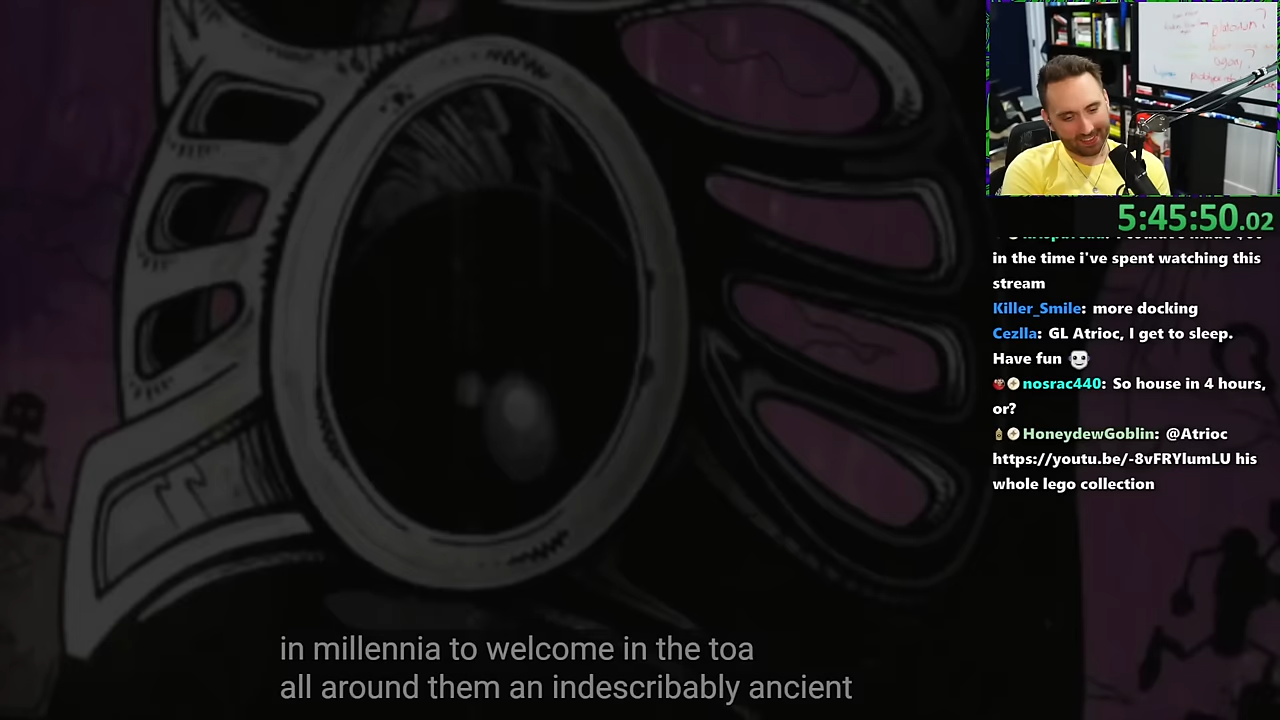 5:45:50.02
in the time i've spent watching this
stream
Killer_Smile: more docking
Cezlla: GL Atrioc, I get to sleep.
Have fun
nosrac440: So house in 4 hours,
or?
HoneydewGoblin: @Atrioc
https://youtu.be/-8vFRYlumLU his
whole lego collection
in millennia to welcome in the toa
all around them an indescribably ancient